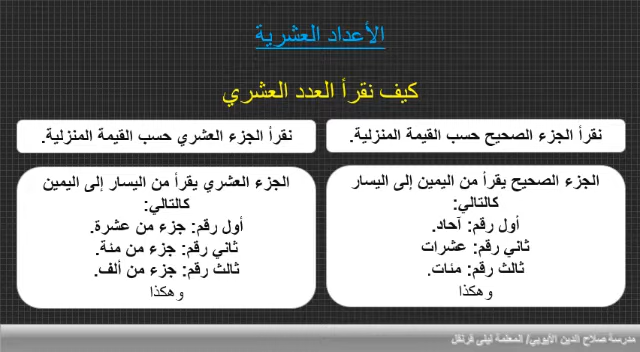 الأعداد العشرية
كيف نقرأ العدد العشري
نقرأ الجزء الصحيح حسب القيمة المنزلية.
نقرأ الجزء العشري حسب القيمة المنزلية.
الجزء الصحيح يقرأ من اليمين إلى اليسار
كالتالي:
أول رقم: آحاد.
ثاني رقم: عشرات
ثالث رقم: مئات.
وهكذا
الجزء العشري يقرأ من اليسار إلى اليمين
كالتالي:
أول رقم: جزء من عشرة.
ثاني رقم: جزء من مئة.
ثالث رقم: جزء من ألف.
وهكذا
مدرسة صلاح الدين الأيوبي/ المعلمة ليلى قرنفل